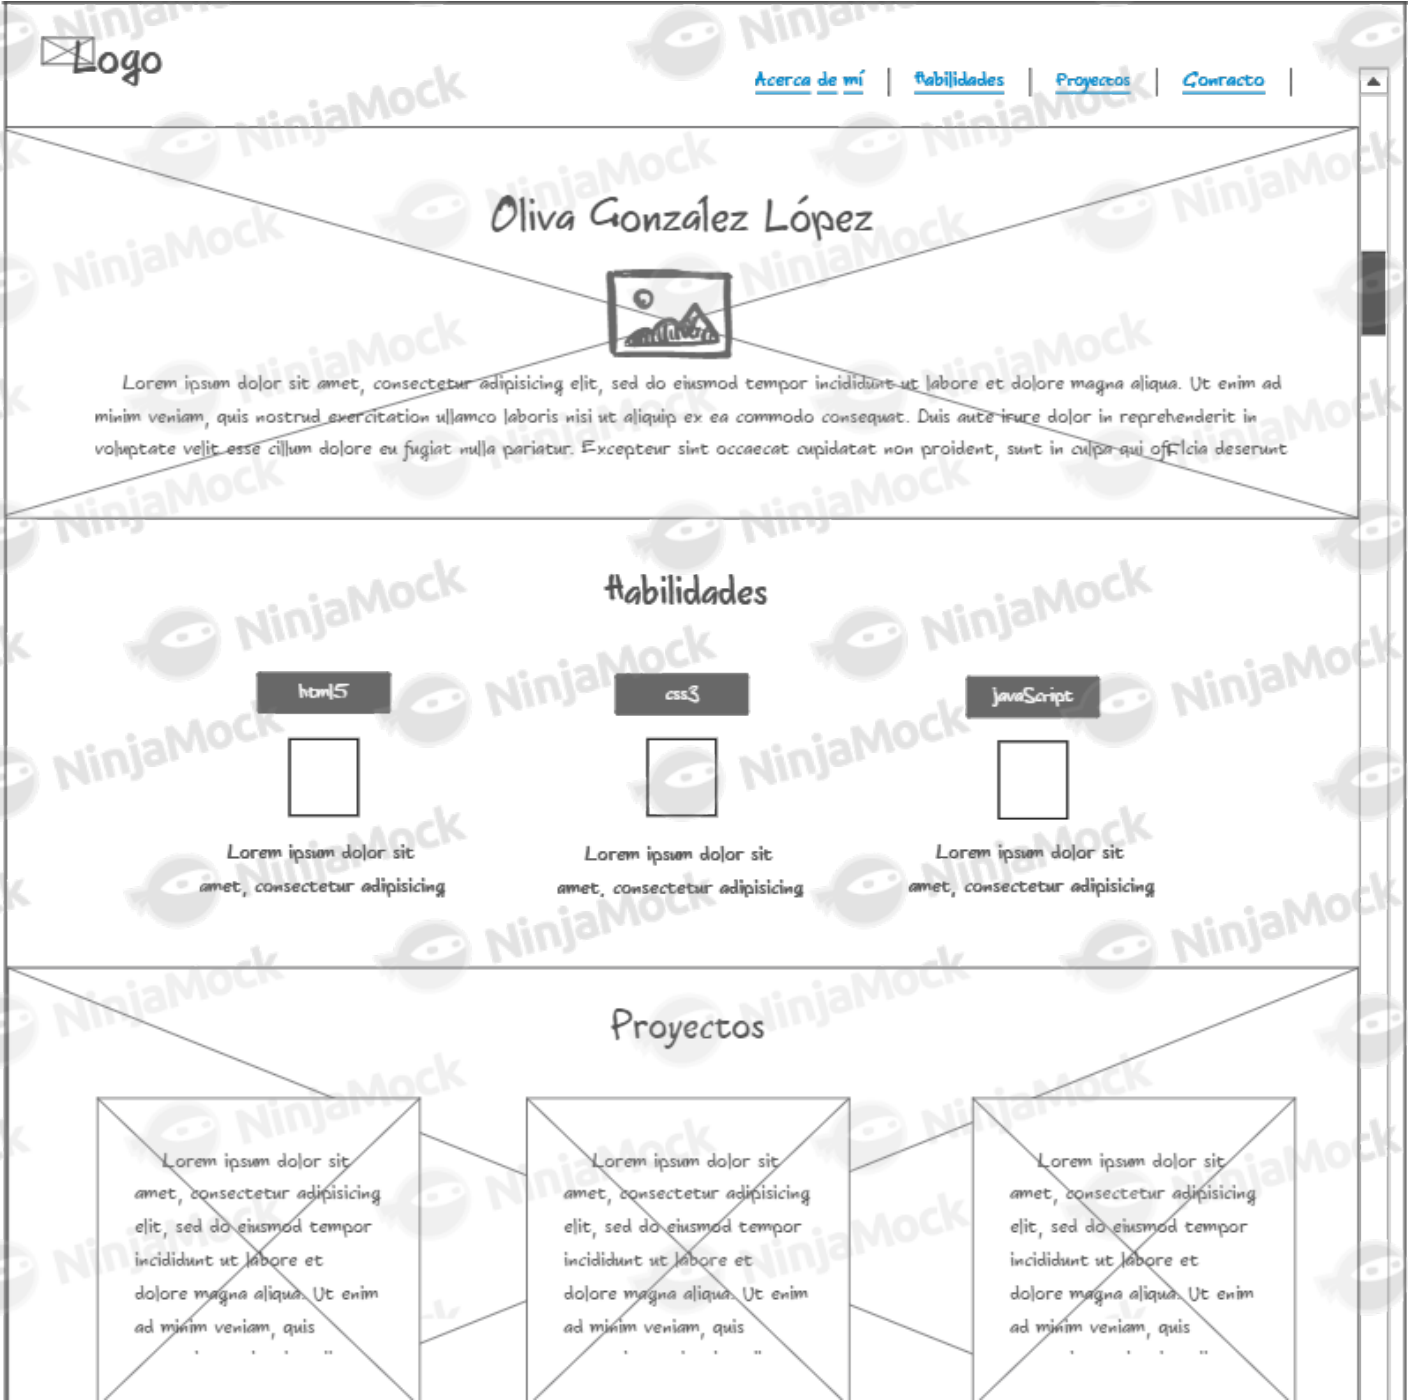 Logo
Acerca de mí | Habilidades | Proyectos | Contacto |
Oliva González López
Lorem ipsum dolor sit amet, consectetur adipisicing elit, sed do eiusmod tempor incididunt ut labore et dolore magna aliqua. Ut enim ad
minim veniam, quis nostrud exercitation ullamco laboris nisi ut aliquip ex ea commodo consequat. Duis aute irure dolor in reprehenderit in
voluptate velit esse cillum dolore eu fugiat nulla pariatur. Excepteur sint occaecat cupidatat non proident, sunt in culpa qui officia deserunt
Habilidades
html5 css3 javaScript
Lorem ipsum dolor sit
amet, consectetur adipisicing
Lorem ipsum dolor sit
amet, consectetur adipisicing
Lorem ipsum dolor sit
amet, consectetur adipisicing
Proyectos
Lorem ipsum dolor sit
amet, consectetur adipisicing
elit, sed do eiusmod tempor
incididunt ut labore et
dolore magna aliqua. Ut enim
ad minim veniam, quis
Lorem ipsum dolor sit
amet, consectetur adipisicing
elit, sed do eiusmod tempor
incididunt ut labore et
dolore magna aliqua. Ut enim
ad minim veniam, quis
Lorem ipsum dolor sit
amet, consectetur adipisicing
elit, sed do eiusmod tempor
incididunt ut labore et
dolore magna aliqua. Ut enim
ad minim veniam, quis
NinjaMock